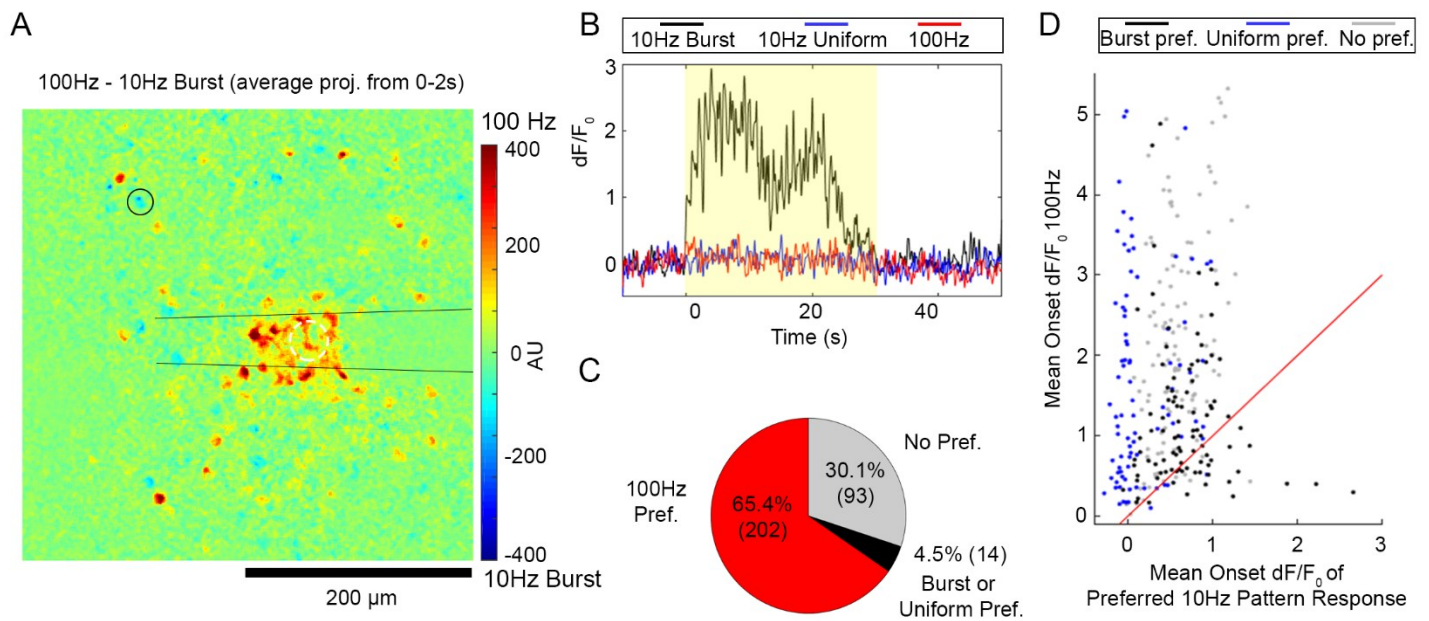 A
100Hz - 10Hz Burst (average proj. from 0-2s)
100 Hz
400
200
0
AU
-200
-400
10Hz Burst
200 µm
B
10Hz Burst 10Hz Uniform 100Hz
3
2
1
0
dF/F0
0 20 40
Time (s)
C
No Pref.
30.1%
(93)
100Hz
Pref.
65.4%
(202)
4.5% (14)
Burst or
Uniform Pref.
D
Burst pref. Uniform pref. No pref.
5
4
3
2
1
0
Mean Onset dF/F0 100Hz
0 1 2 3
Mean Onset dF/F0 of
Preferred 10Hz Pattern Response